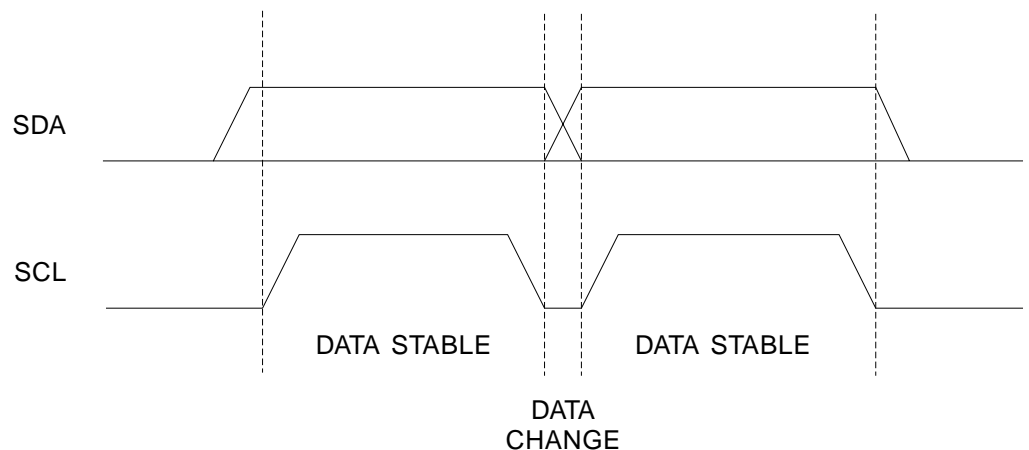 SDA
SCL
DATA STABLE
DATA STABLE
DATA
CHANGE